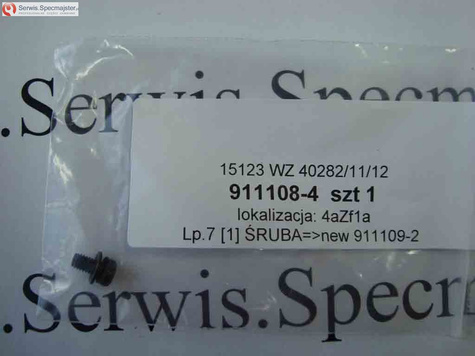 Serwis.Specmajster.pl
.Serwis.Specm
15123 WZ 40282/11/12
911108-4 szt 1
lokalizacja: 4aZf1a
Lp.7 [1] ŚRUBA=>new 911109-2
.Serwis.Specm